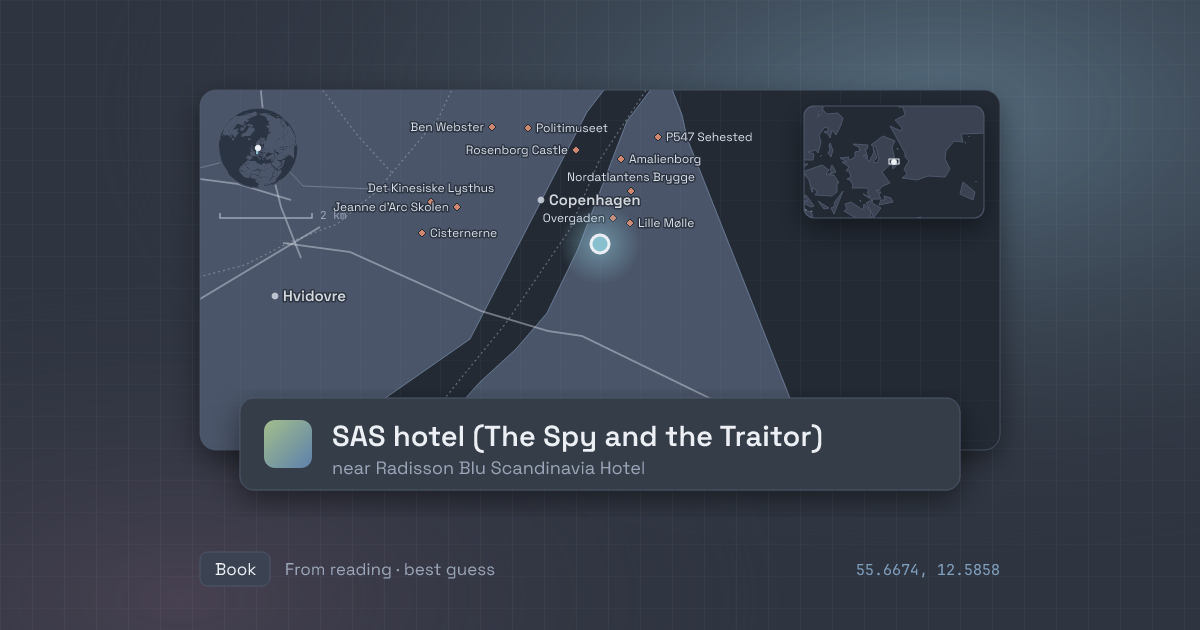 Ben Webster
Politimuseet
P547 Sehested
Rosenborg Castle
Amalienborg
Nordatlantens Brygge
Det Kinesiske Lysthus
Copenhagen
Jeanne d'Arc Skolen
2 km
Overgaden
Lille Mølle
Cisternerne
Hvidovre
SAS hotel (The Spy and the Traitor)
near Radisson Blu Scandinavia Hotel
Book
From reading · best guess
55.6674, 12.5858